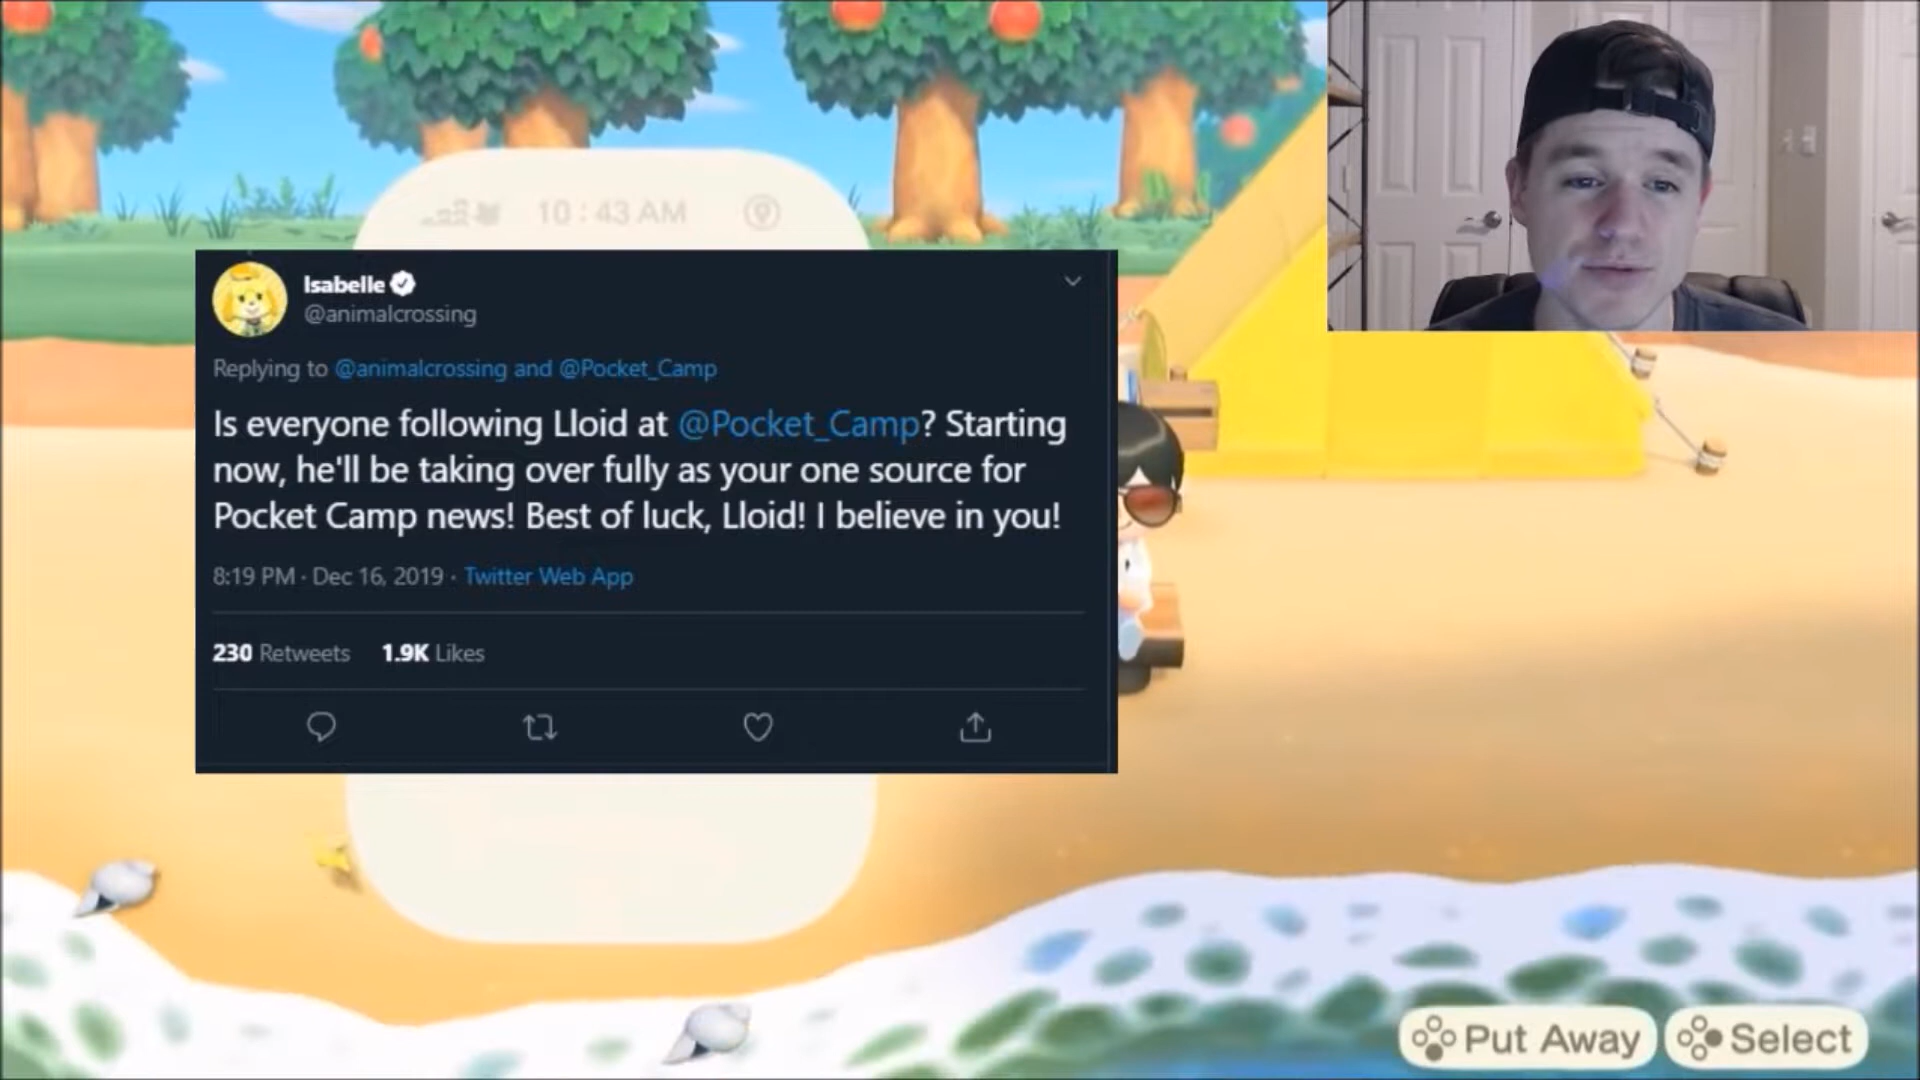 10:43 AM
Isabelle
@animalcrossing
Replying to @animalcrossing and @Pocket_Camp
Is everyone following Lloid at @Pocket_Camp? Starting
now, he'll be taking over fully as your one source for
Pocket Camp news! Best of luck, Lloid! I believe in you!
8:19 PM · Dec 16, 2019 · Twitter Web App
230 Retweets 1.9K Likes
Put Away Select